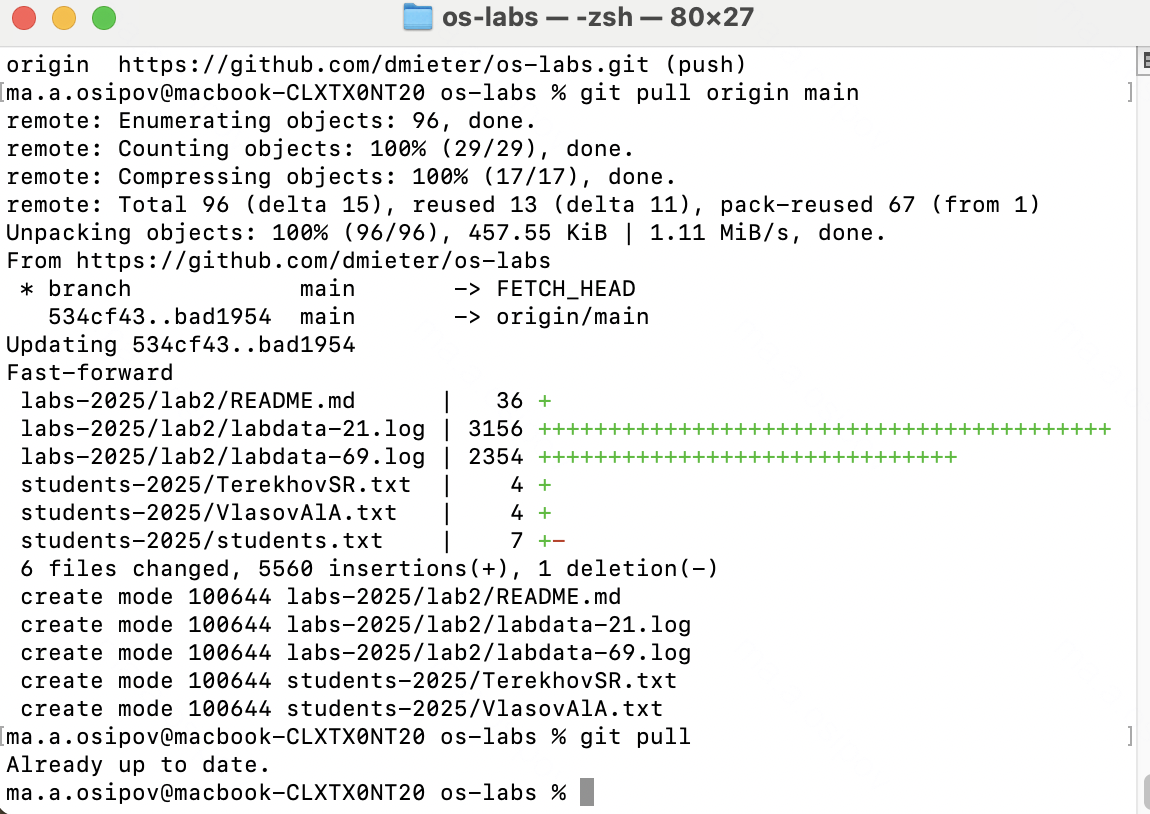 os-labs — -zsh — 80×27
origin  https://github.com/dmieter/os-labs.git (push)
[ma.a.osipov@macbook-CLXTX0NT20 os-labs % git pull origin main ]
remote: Enumerating objects: 96, done.
remote: Counting objects: 100% (29/29), done.
remote: Compressing objects: 100% (17/17), done.
remote: Total 96 (delta 15), reused 13 (delta 11), pack-reused 67 (from 1)
Unpacking objects: 100% (96/96), 457.55 KiB | 1.11 MiB/s, done.
From https://github.com/dmieter/os-labs
 * branch            main       -> FETCH_HEAD
   534cf43..bad1954  main       -> origin/main
Updating 534cf43..bad1954
Fast-forward
 labs-2025/lab2/README.md      |   36 +
 labs-2025/lab2/labdata-21.log | 3156 +++++++++++++++++++++++++++++++++++++++++
 labs-2025/lab2/labdata-69.log | 2354 ++++++++++++++++++++++++++++++
 students-2025/TerekhovSR.txt  |    4 +
 students-2025/VlasovAlA.txt   |    4 +
 students-2025/students.txt    |    7 +-
 6 files changed, 5560 insertions(+), 1 deletion(-)
 create mode 100644 labs-2025/lab2/README.md
 create mode 100644 labs-2025/lab2/labdata-21.log
 create mode 100644 labs-2025/lab2/labdata-69.log
 create mode 100644 students-2025/TerekhovSR.txt
 create mode 100644 students-2025/VlasovAlA.txt
[ma.a.osipov@macbook-CLXTX0NT20 os-labs % git pull ]
Already up to date.
ma.a.osipov@macbook-CLXTX0NT20 os-labs %